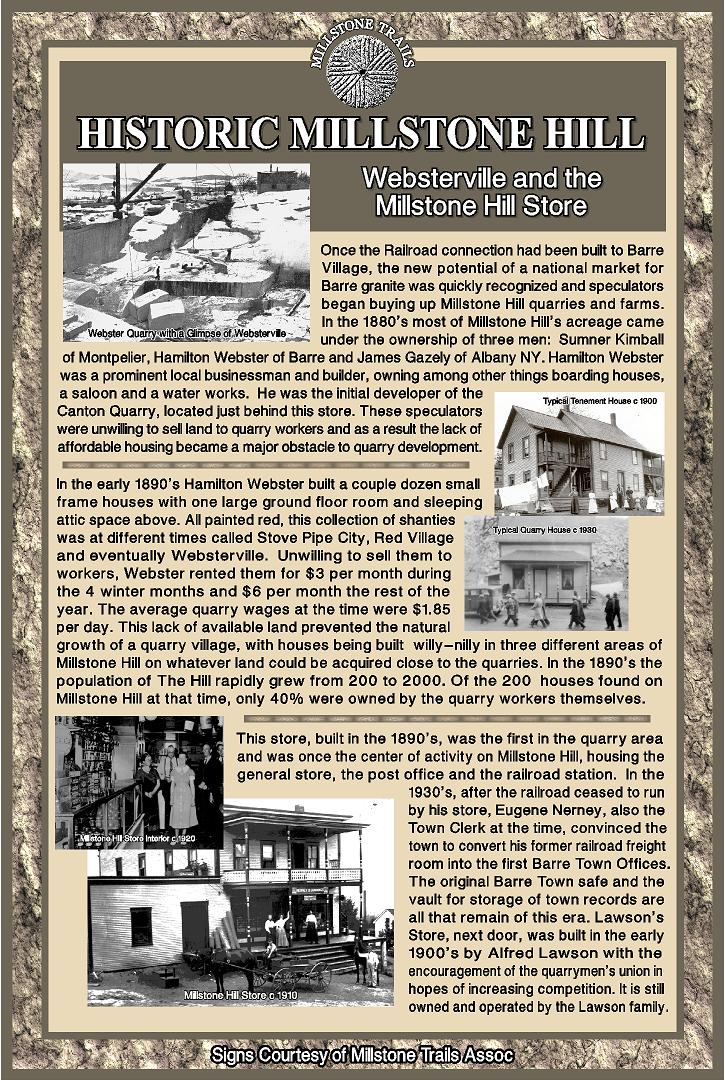 MILLSTONE TRAILS
HISTORIC MILLSTONE HILL
Websterville and the
Millstone Hill Store
Webster Quarry with a Glimpse of Websterville
Once the Railroad connection had been built to Barre
Village, the new potential of a national market for
Barre granite was quickly recognized and speculators
began buying up Millstone Hill quarries and farms.
In the 1880's most of Millstone Hill's acreage came
under the ownership of three men: Sumner Kimball
of Montpelier, Hamilton Webster of Barre and James Gazely of Albany NY. Hamilton Webster
was a prominent local businessman and builder, owning among other things boarding houses,
a saloon and a water works. He was the initial developer of the
Canton Quarry, located just behind this store. These speculators
were unwilling to sell land to quarry workers and as a result the lack of
affordable housing became a major obstacle to quarry development.
Typical Tenement House c 1900
In the early 1890's Hamilton Webster built a couple dozen small
frame houses with one large ground floor room and sleeping
attic space above. All painted red, this collection of shanties
was at different times called Stove Pipe City, Red Village
and eventually Websterville. Unwilling to sell them to
workers, Webster rented them for $3 per month during
the 4 winter months and $6 per month the rest of the
year. The average quarry wages at the time were $1.85
per day. This lack of available land prevented the natural
growth of a quarry village, with houses being built willy-nilly in three different areas of
Millstone Hill on whatever land could be acquired close to the quarries. In the 1890's the
population of The Hill rapidly grew from 200 to 2000. Of the 200 houses found on
Millstone Hill at that time, only 40% were owned by the quarry workers themselves.
Typical Quarry House c 1930
This store, built in the 1890's, was the first in the quarry area
and was once the center of activity on Millstone Hill, housing the
general store, the post office and the railroad station. In the
1930's, after the railroad ceased to run
by his store, Eugene Nerney, also the
Town Clerk at the time, convinced the
town to convert his former railroad freight
room into the first Barre Town Offices.
The original Barre Town safe and the
vault for storage of town records are
all that remain of this era. Lawson's
Store, next door, was built in the early
1900's by Alfred Lawson with the
encouragement of the quarrymen's union in
hopes of increasing competition. It is still
owned and operated by the Lawson family.
Millstone Hill Store Interior c 1920
Millstone Hill Store c 1910
Signs Courtesy of Millstone Trails Assoc